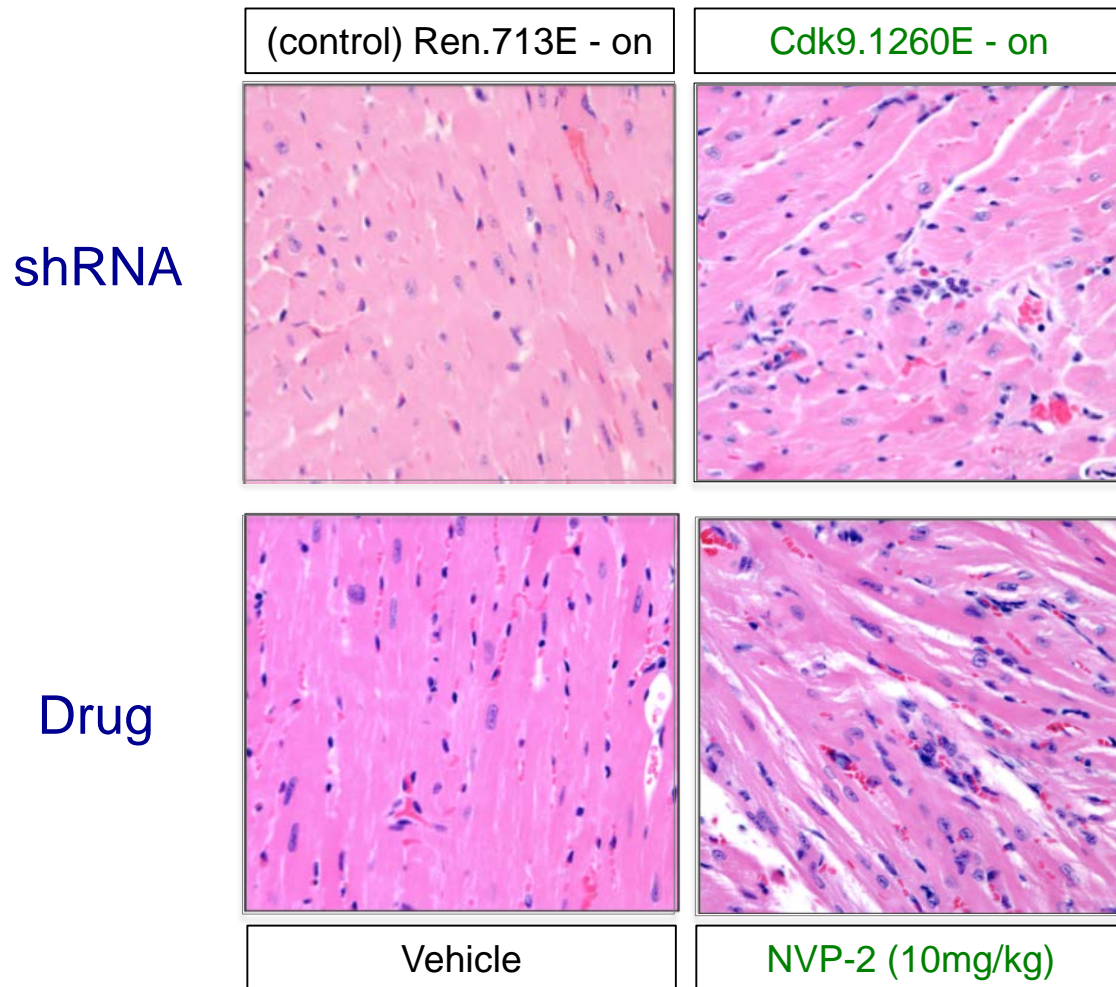 (control) Ren.713E - on
Cdk9.1260E - on
shRNA
Drug
Vehicle
NVP-2 (10mg/kg)